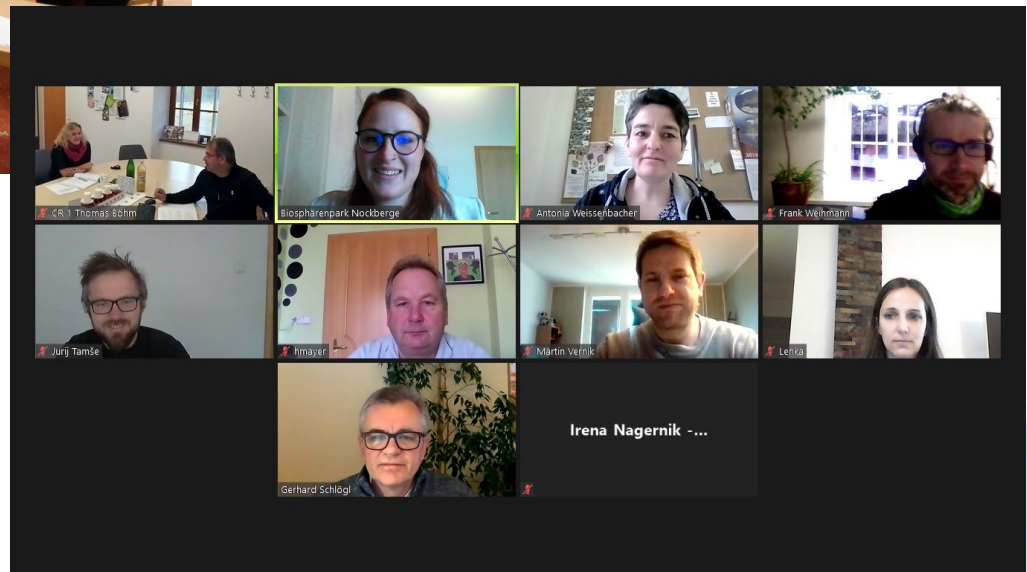 CR 1 Thomas Böhm
Biosphärenpark Nockberge
Antonia Weissenbacher
Frank Weihmann
Jurij Tamše
hmayer
Martin Vernik
Lenka
Irena Nagernik -...
Gerhard Schlögl